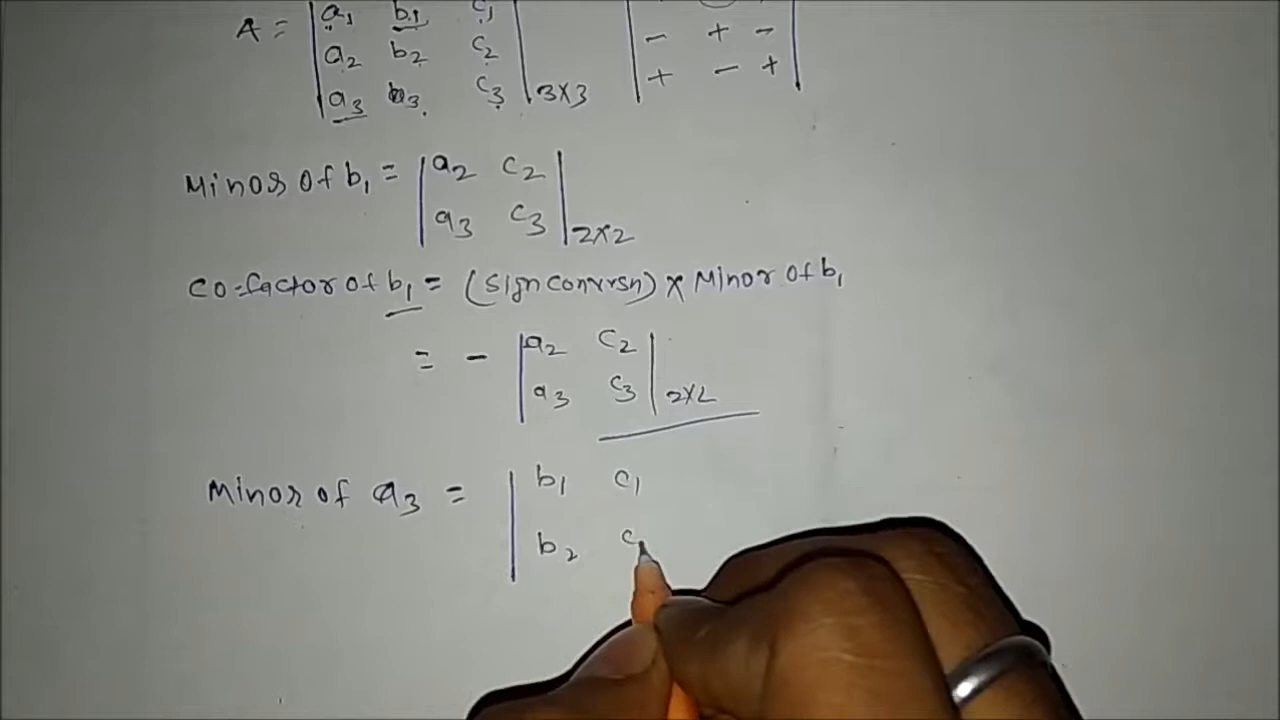 A = | a1 b1 c1 |
| a2 b2 c2 | | - + - |
| a3 b3 c3 | 3X3 | + - + |
Minor of b1 = | a2 c2 |
| a3 c3 | 2X2
CO-factor of b1 = (Sign convrsn) X Minor of b1
= - | a2 c2 |
| a3 c3 | 2X2
Minor of a3 = | b1 c1
| b2 c